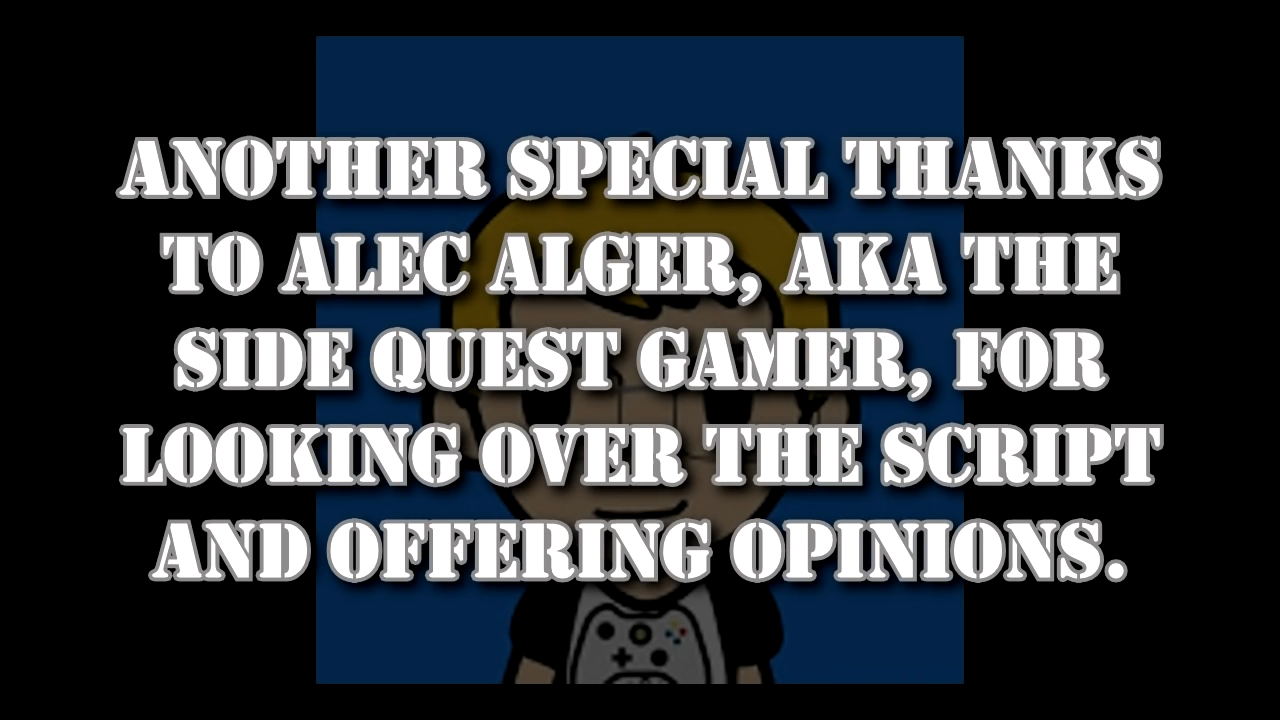 ANOTHER SPECIAL THANKS
TO ALEC ALGER, AKA THE
SIDE QUEST GAMER, FOR
LOOKING OVER THE SCRIPT
AND OFFERING OPINIONS.